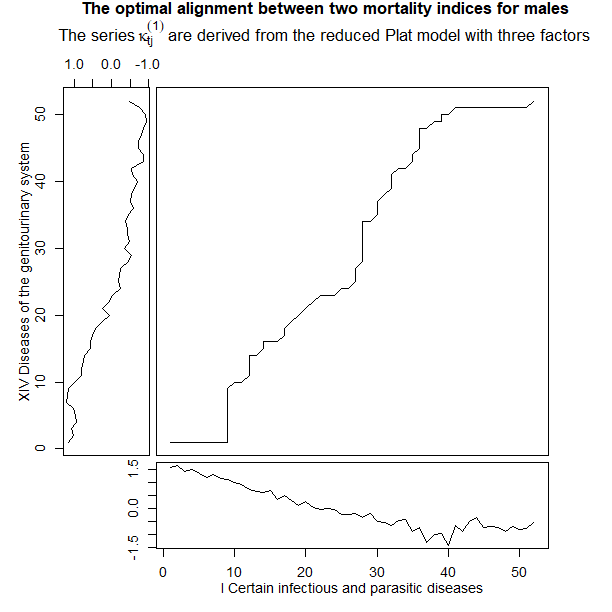 The optimal alignment between two mortality indices for males
The series κtj(1) are derived from the reduced Plat model with three factors
1.0 0.0 -1.0
XIV Diseases of the genitourinary system
50
40
30
20
10
0
1.5
0.0
-1.5
0 10 20 30 40 50
I Certain infectious and parasitic diseases